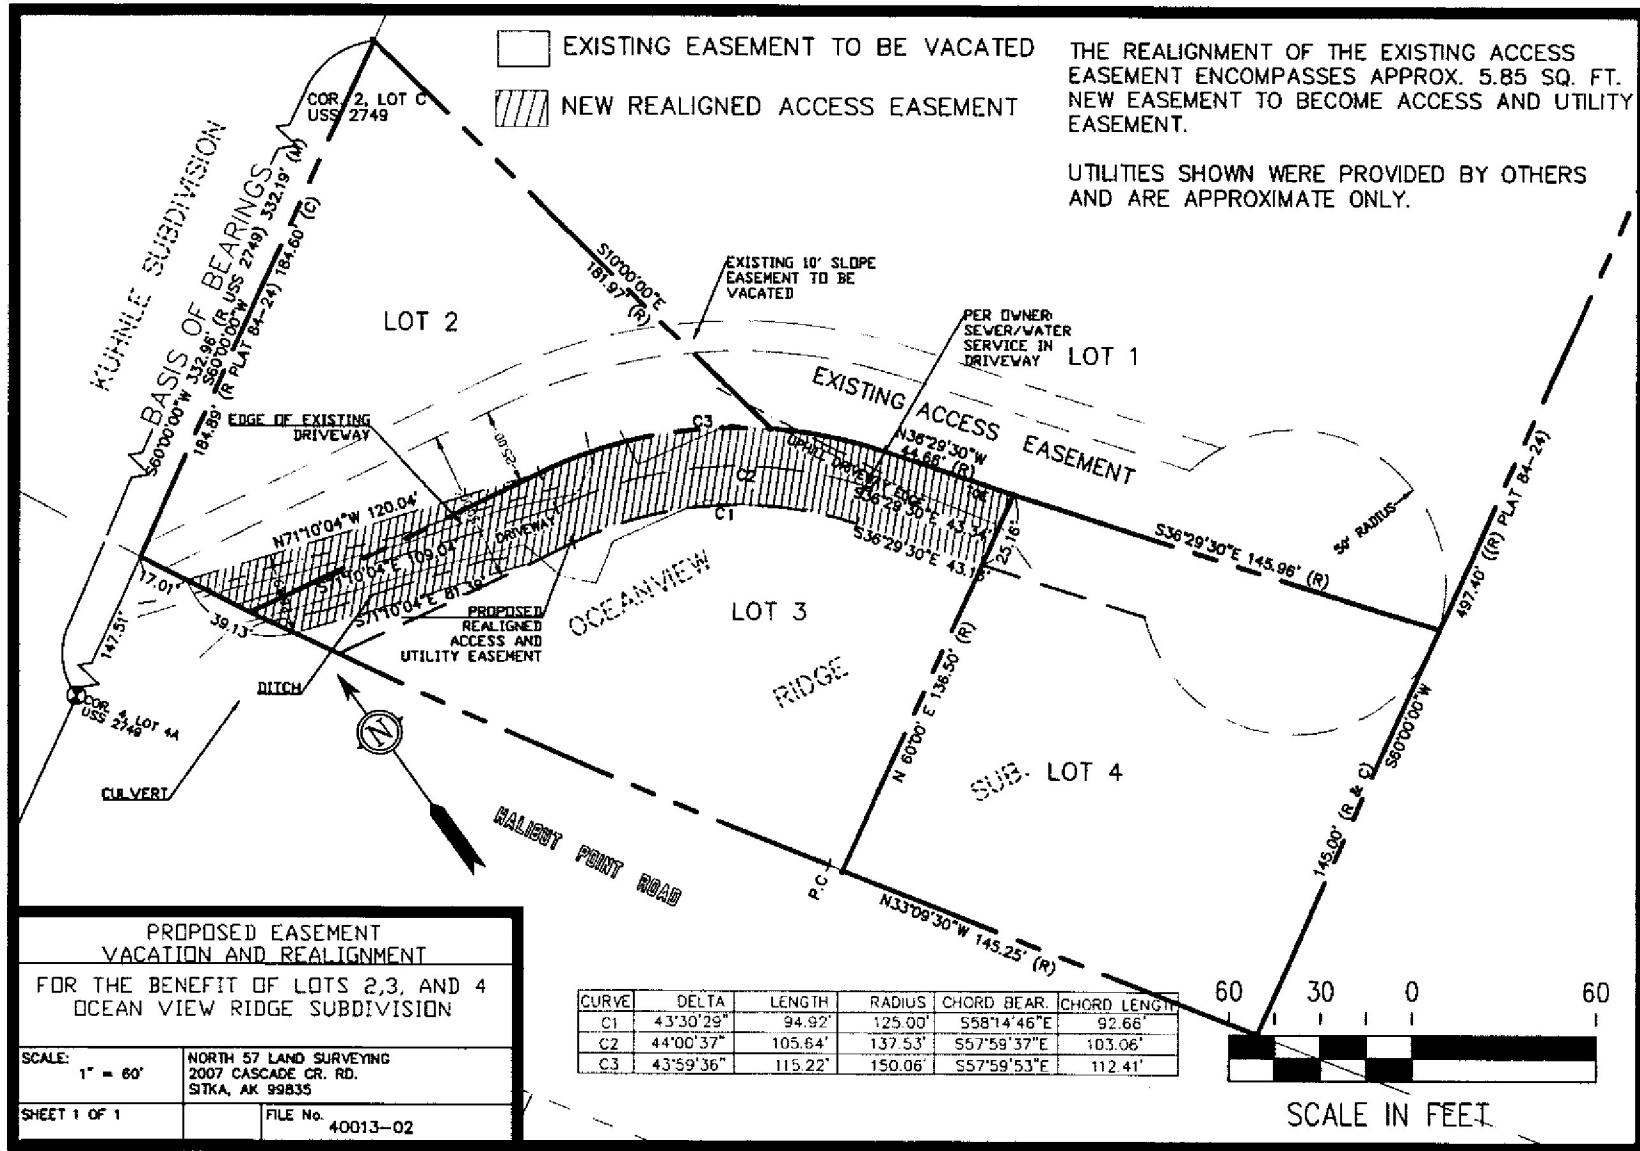 EXISTING EASEMENT TO BE VACATED
NEW REALIGNED ACCESS EASEMENT
THE REALIGNMENT OF THE EXISTING ACCESS
EASEMENT ENCOMPASSES APPROX. 5.85 SQ. FT.
NEW EASEMENT TO BECOME ACCESS AND UTILITY
EASEMENT.
UTILITIES SHOWN WERE PROVIDED BY OTHERS
AND ARE APPROXIMATE ONLY.
COR. 2, LOT C
USS 2749
KUHNLE SUBDIVISION
BASIS OF BEARINGS
S60°00'00"W 332.96' (R USS 2749) 332.19' (M)
S60°00'00"W
184.89' (R PLAT 84-24) 184.60' (C)
S10°00'00"E
181.97' (R)
LOT 2
EXISTING 10' SLOPE
EASEMENT TO BE
VACATED
PER OWNER
SEWER/WATER
SERVICE IN
DRIVEWAY
LOT 1
EXISTING ACCESS EASEMENT
EDGE OF EXISTING
DRIVEWAY
25.00
C3
C2
C1
N36°29'30"W
44.66' (R)
UPHILL DRIVEWAY EDGE
TOE
S36°29'30"E 43.34'
S36°29'30"E 43.18'
25.16'
S36°29'30"E 145.96' (R)
50' RADIUS
497.40' ((R) PLAT 84-24)
N71°10'04"W 120.04'
S71°10'04"E 109.04'
DRIVEWAY
S71°10'04"E 81.39'
17.01'
39.13'
147.51'
PROPOSED
REALIGNED
ACCESS AND
UTILITY EASEMENT
OCEANVIEW
LOT 3
RIDGE
SUB.
LOT 4
N 60°00' E 136.50' (R)
S60°00'00"W
145.00' (R & C)
DITCH
COR. 4, LOT 4A
USS 2749
N
CULVERT
HALIBUT POINT ROAD
P.C
N33°09'30"W 145.25' (R)
PROPOSED EASEMENT
VACATION AND REALIGNMENT
FOR THE BENEFIT OF LOTS 2,3, AND 4
OCEAN VIEW RIDGE SUBDIVISION
SCALE:
1" = 60'
NORTH 57 LAND SURVEYING
2007 CASCADE CR. RD.
SITKA, AK 99835
SHEET 1 OF 1
FILE No.
40013-02
CURVE DELTA LENGTH RADIUS CHORD BEAR. CHORD LENGTH
C1 43°30'29" 94.92' 125.00' S58°14'46"E 92.66'
C2 44°00'37" 105.64' 137.53' S57°59'37"E 103.06'
C3 43°59'36" 115.22' 150.06' S57°59'53"E 112.41'
60 30 0 60
SCALE IN FEET